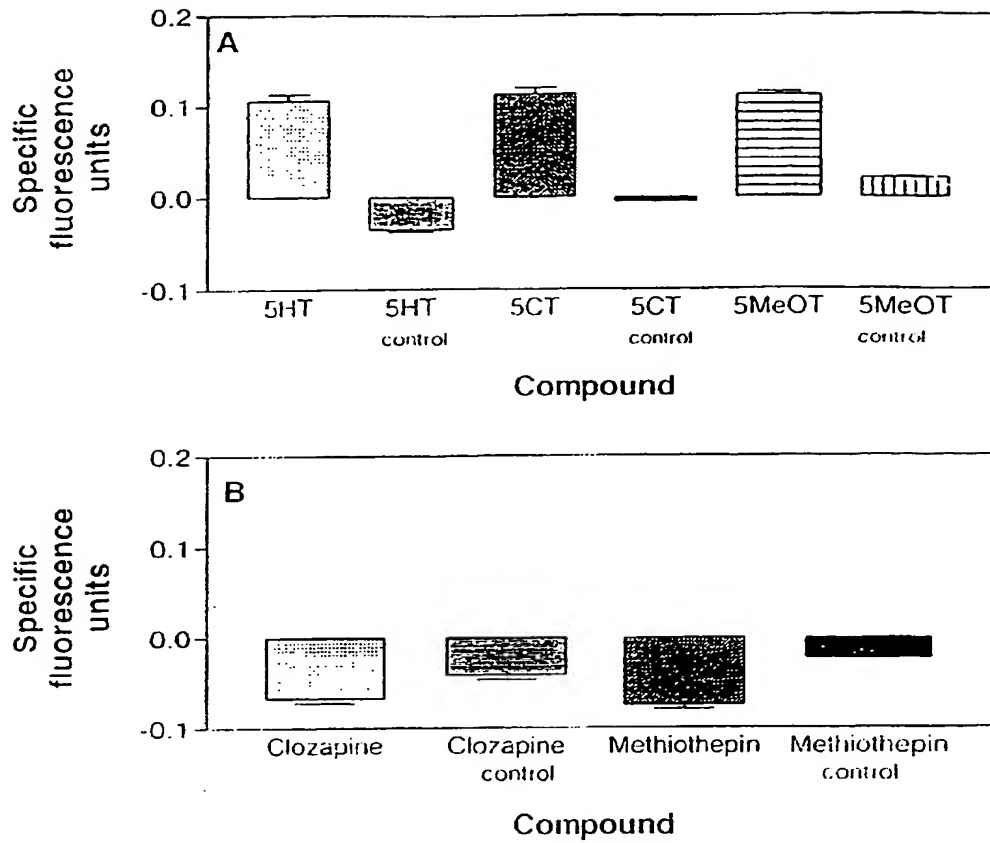 A
0.2
0.1
0.0
-0.1
Specific
fluorescence
units
5HT
5HT
control
5CT
5CT
control
5MeOT
5MeOT
control
Compound
B
0.2
0.1
0.0
-0.1
Specific
fluorescence
units
Clozapine
Clozapine
control
Methiothepin
Methiothepin
control
Compound